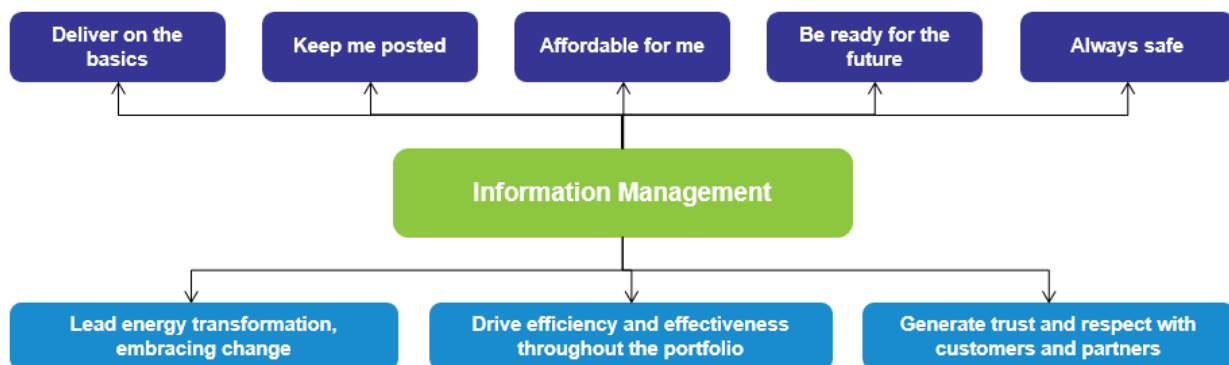 Deliver on the
basics
Keep me posted
Affordable for me
Be ready for the
future
Always safe
Information Management
Lead energy transformation,
embracing change
Drive efficiency and effectiveness
throughout the portfolio
Generate trust and respect with
customers and partners